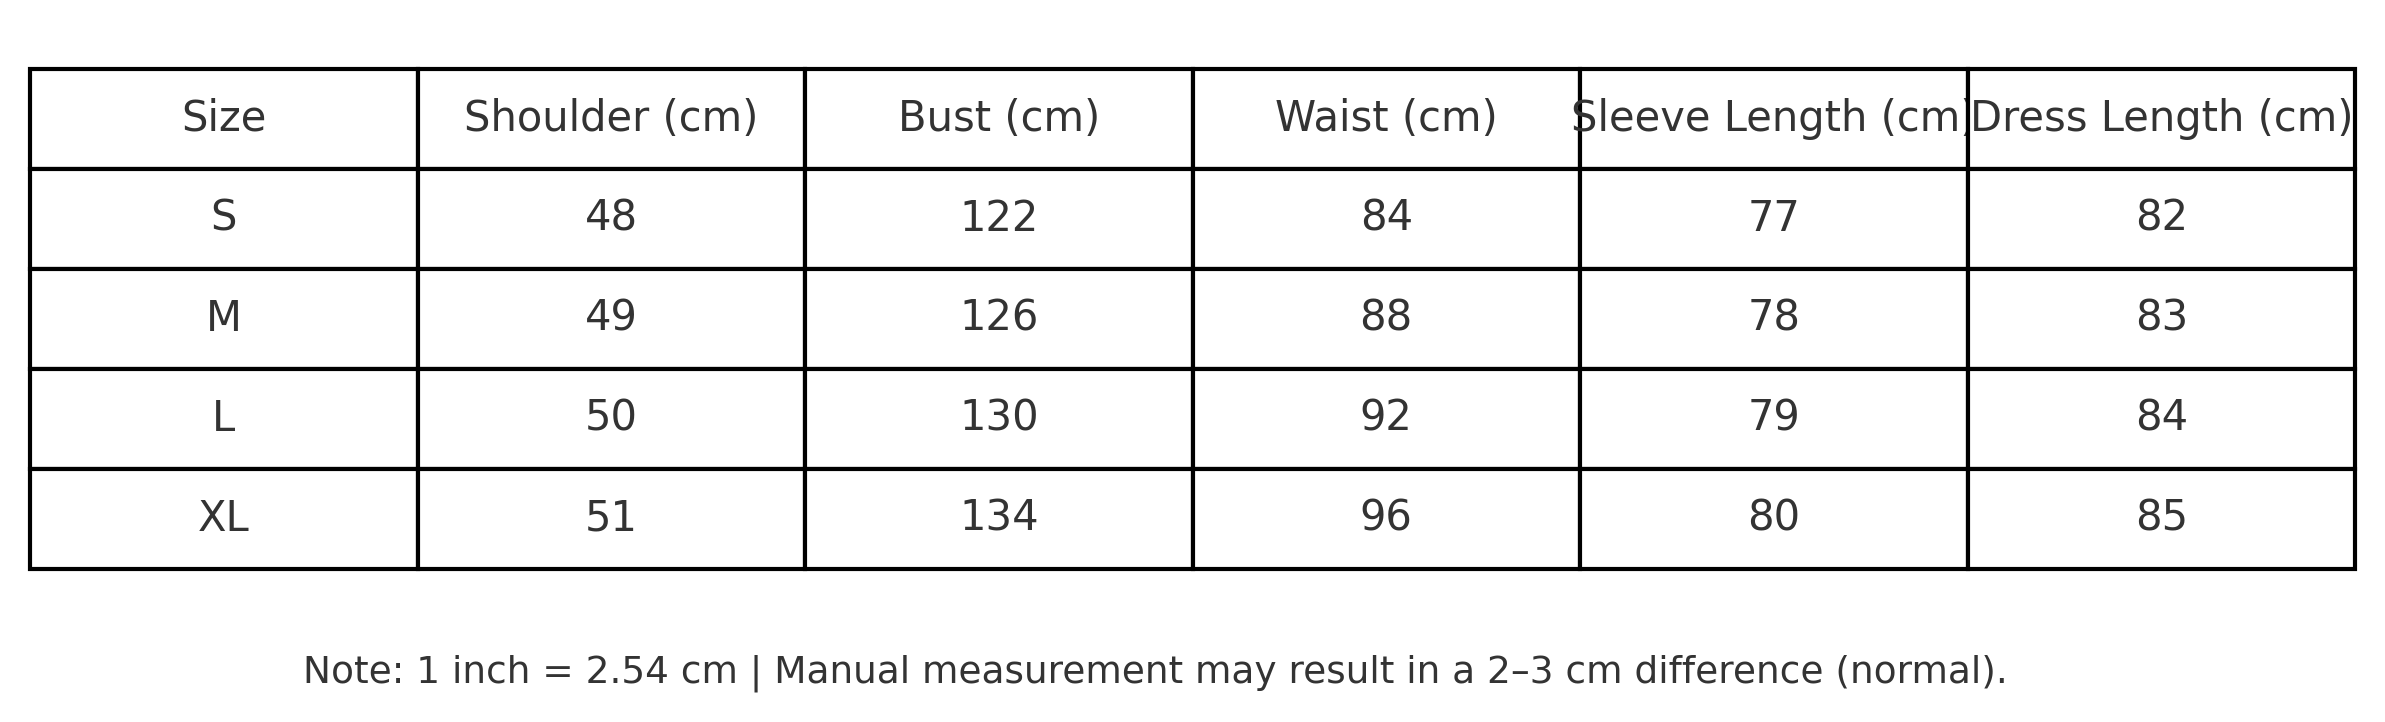 Size Shoulder (cm) Bust (cm) Waist (cm) Sleeve Length (cm) Dress Length (cm)
S 48 122 84 77 82
M 49 126 88 78 83
L 50 130 92 79 84
XL 51 134 96 80 85
Note: 1 inch = 2.54 cm | Manual measurement may result in a 2–3 cm difference (normal).